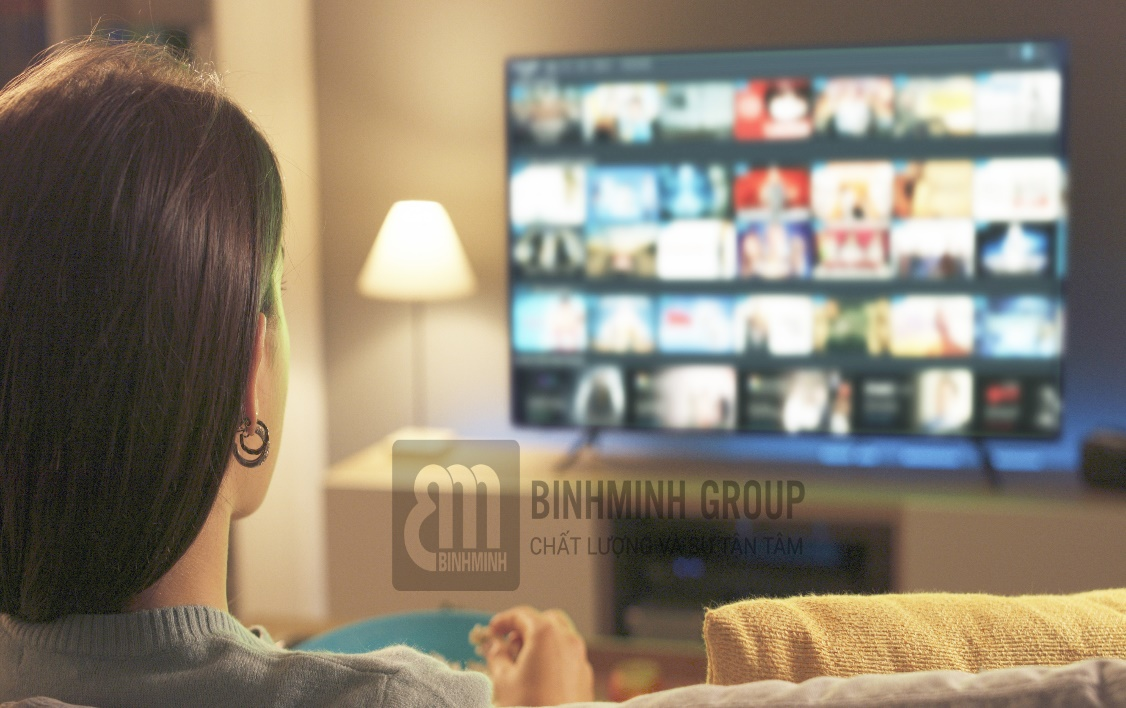 BINHMINH
BINHMINH GROUP
CHẤT LƯỢNG VÀ SỰ TẬN TÂM